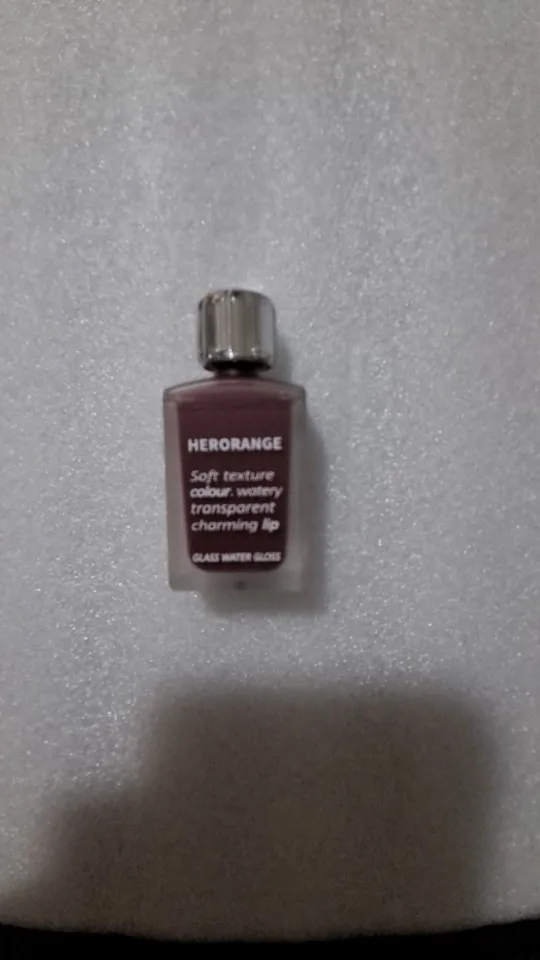 HERORANGE
Soft texture
colour. watery
transparent
charming lip
GLASS WATER GLOSS